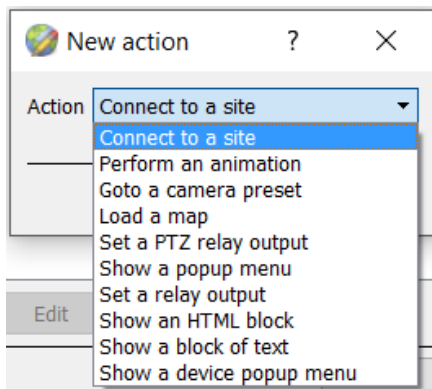 New action ? ×
Action Connect to a site
Connect to a site
Perform an animation
Goto a camera preset
Load a map
Set a PTZ relay output
Show a popup menu
Set a relay output
Edit
Show an HTML block
Show a block of text
Show a device popup menu